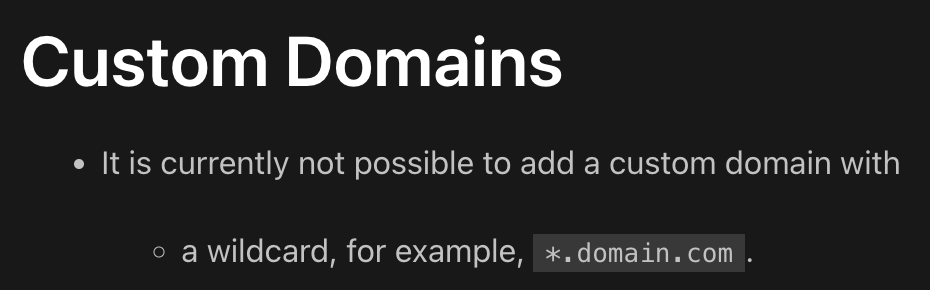 Custom Domains
It is currently not possible to add a custom domain with
a wildcard, for example, *.domain.com.